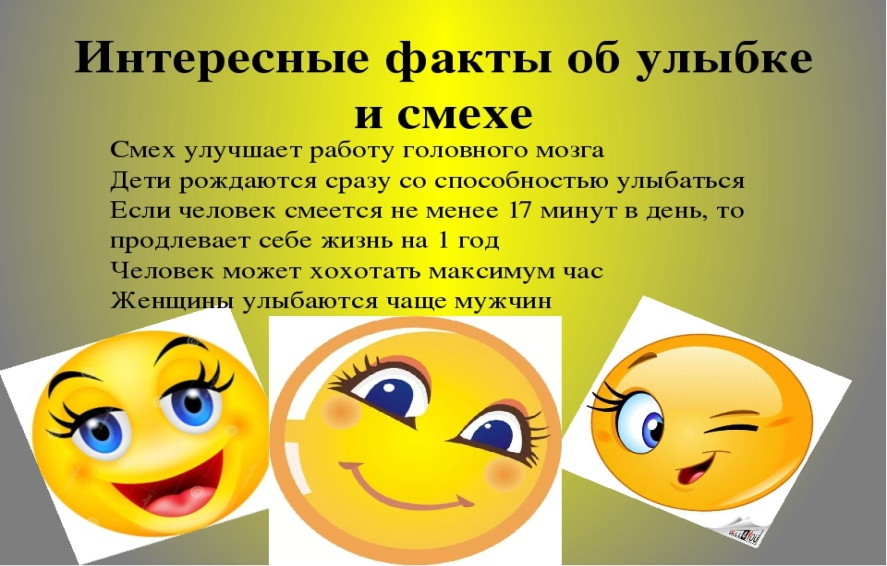 Интересные факты об улыбке
и смехе
Смех улучшает работу головного мозга
Дети рождаются сразу со способностью улыбаться
Если человек смеется не менее 17 минут в день, то
продлевает себе жизнь на 1 год
Человек может хохотать максимум час
Женщины улыбаются чаще мужчин